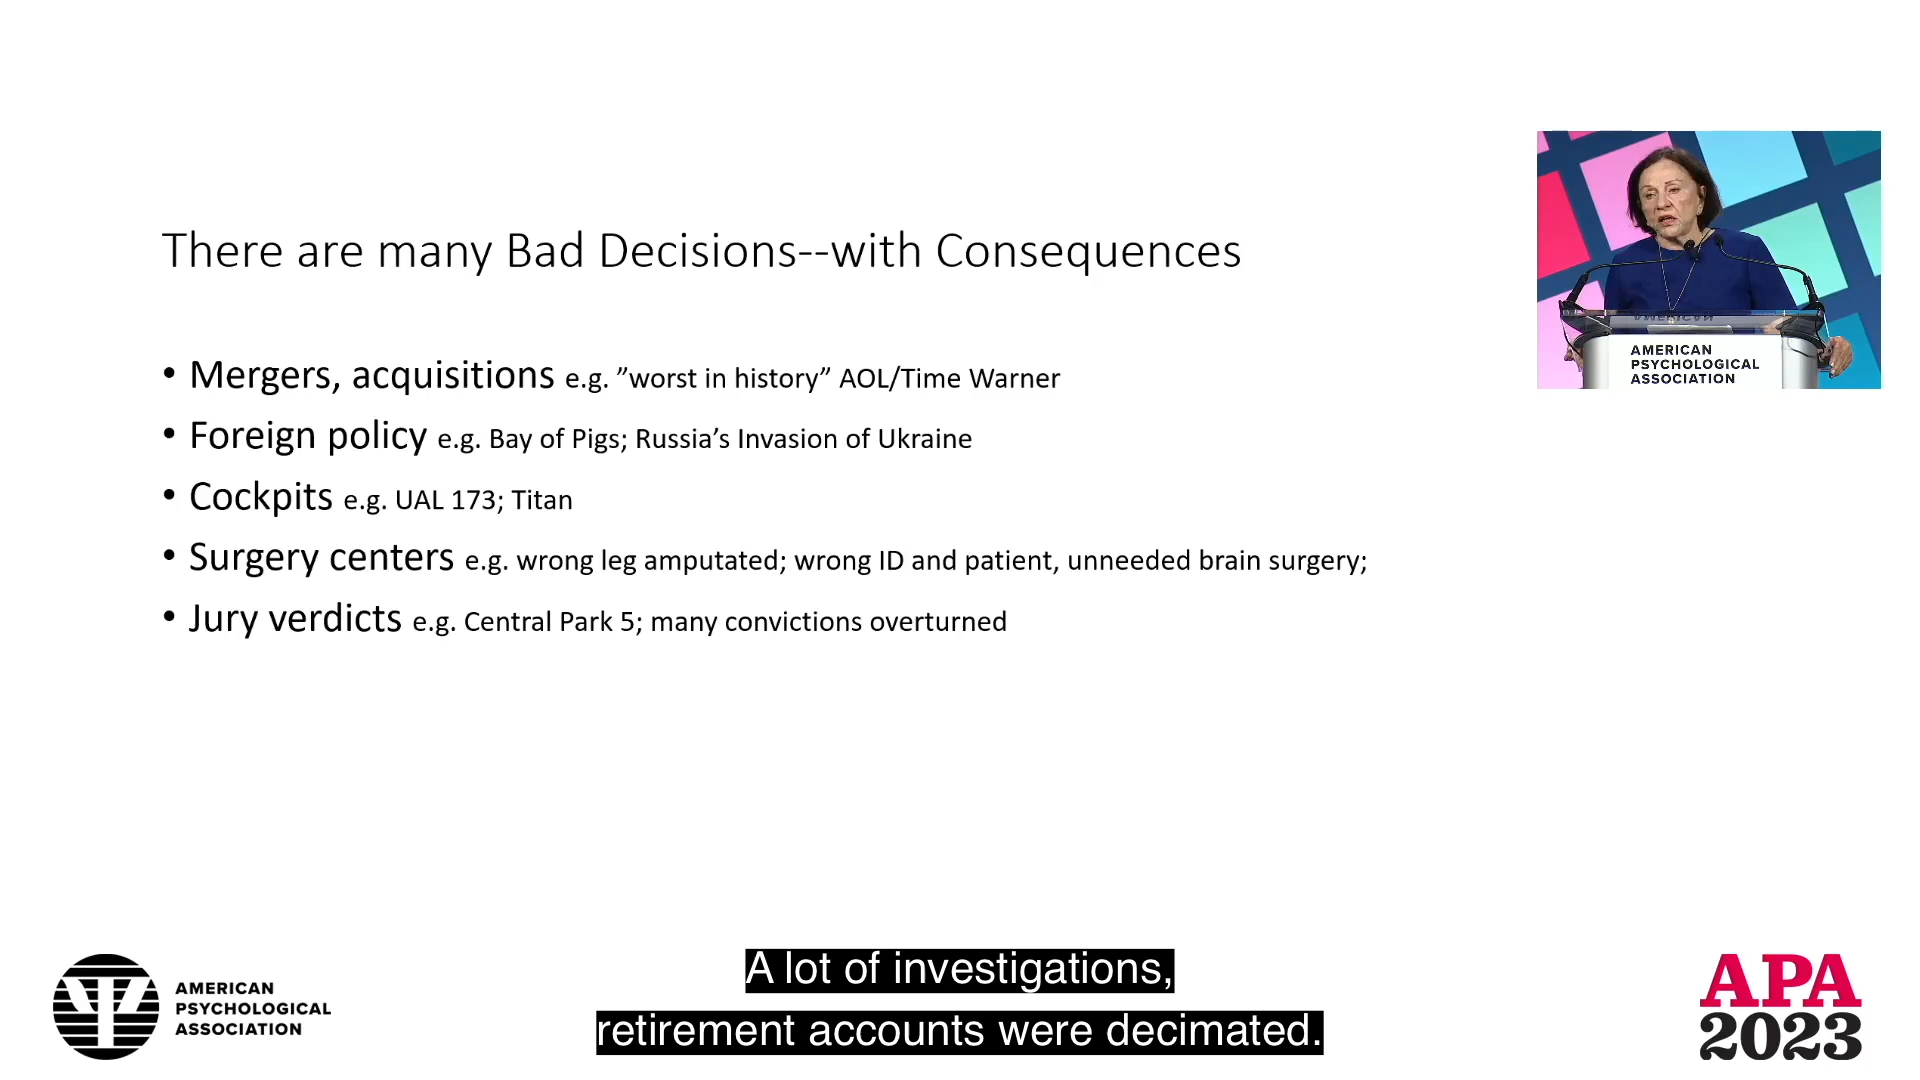 There are many Bad Decisions--with Consequences
• Mergers, acquisitions e.g. ”worst in history” AOL/Time Warner
• Foreign policy e.g. Bay of Pigs; Russia’s Invasion of Ukraine
• Cockpits e.g. UAL 173; Titan
• Surgery centers e.g. wrong leg amputated; wrong ID and patient, unneeded brain surgery;
• Jury verdicts e.g. Central Park 5; many convictions overturned
AMERICAN
PSYCHOLOGICAL
ASSOCIATION
A lot of investigations,
retirement accounts were decimated.
AMERICAN
PSYCHOLOGICAL
ASSOCIATION
APA
2023